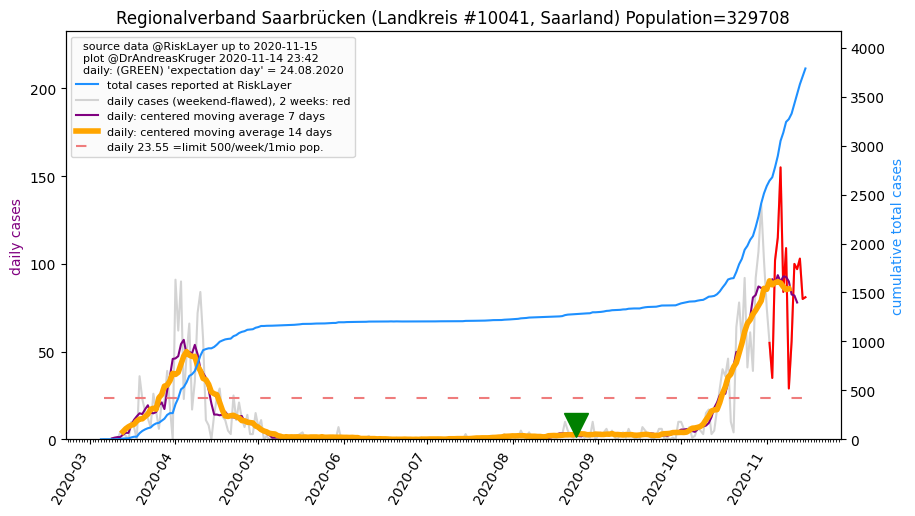 Regionalverband Saarbrücken (Landkreis #10041, Saarland) Population=329708
source data @RiskLayer up to 2020-11-15
plot @DrAndreasKruger 2020-11-14 23:42
daily: (GREEN) 'expectation day' = 24.08.2020
total cases reported at RiskLayer
daily cases (weekend-flawed), 2 weeks: red
daily: centered moving average 7 days
daily: centered moving average 14 days
daily 23.55 =limit 500/week/1mio pop.
daily cases
200
150
100
50
0
cumulative total cases
4000
3500
3000
2500
2000
1500
1000
500
0
2020-03
2020-04
2020-05
2020-06
2020-07
2020-08
2020-09
2020-10
2020-11